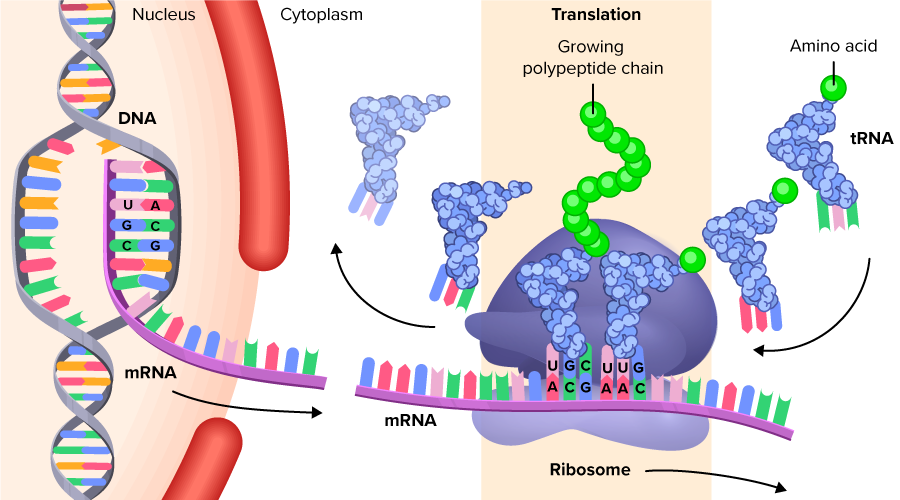 Nucleus
Cytoplasm
Translation
Growing
polypeptide chain
Amino acid
DNA
tRNA
U A
G C
C G
mRNA
U G C U U G
A C G A A C
mRNA
Ribosome